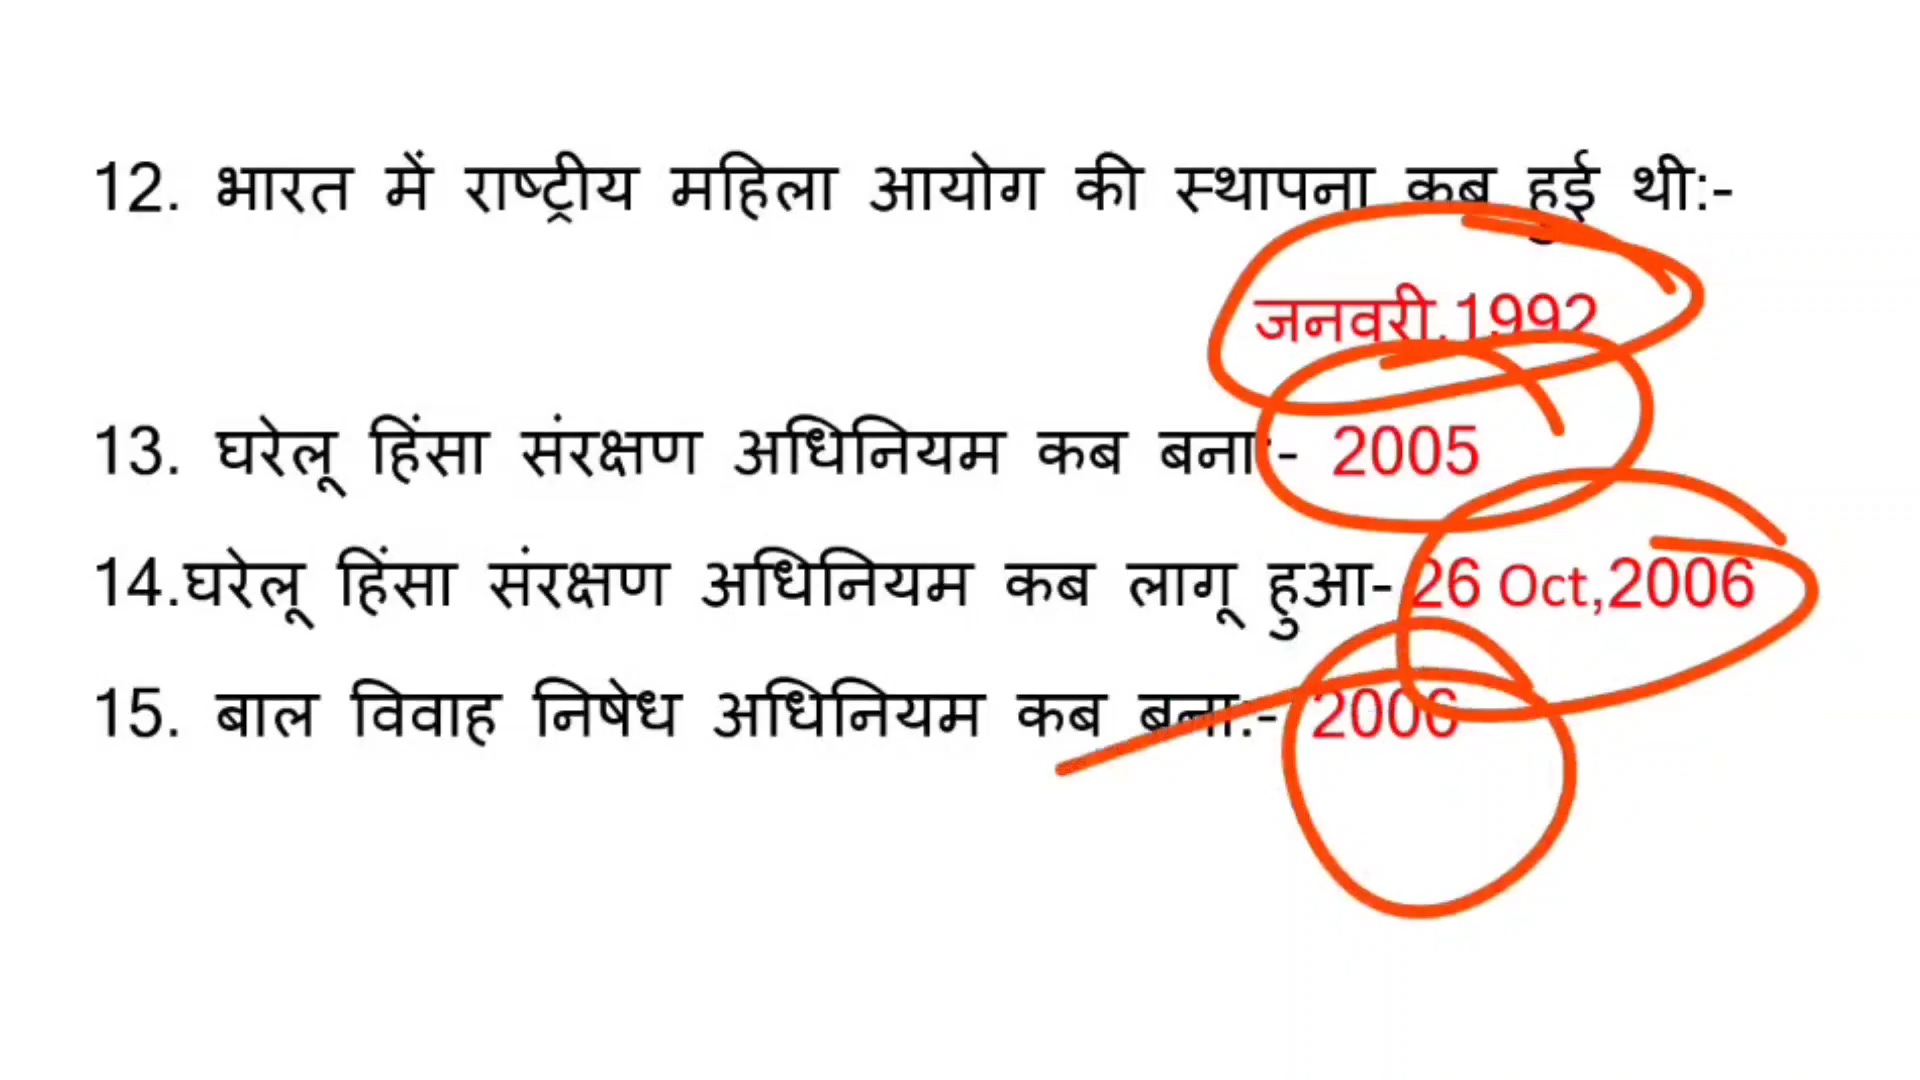 12. भारत में राष्ट्रीय महिला आयोग की स्थापना कब हुई थी:-
जनवरी,1992
13. घरेलू हिंसा संरक्षण अधिनियम कब बना:- 2005
14.घरेलू हिंसा संरक्षण अधिनियम कब लागू हुआ- 26 Oct,2006
15. बाल विवाह निषेध अधिनियम कब बना:- 2006